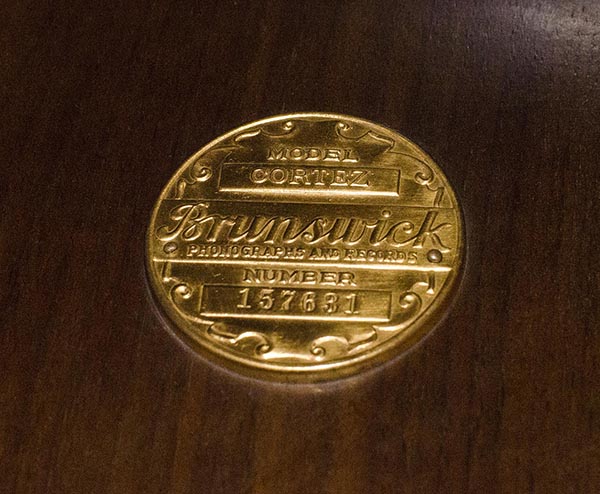 MODEL
CORTEZ
Brunswick
PHONOGRAPHS AND RECORDS
NUMBER
157631